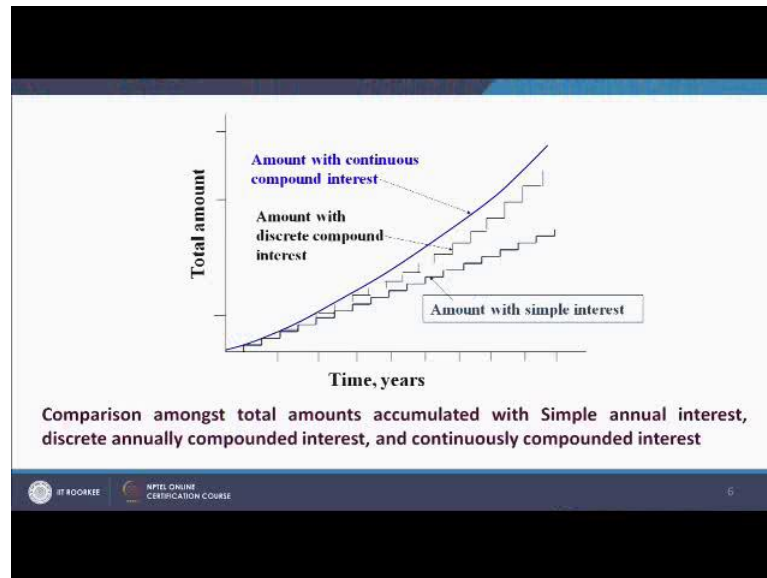 Amount with continuous
compound interest
Amount with
discrete compound
interest
Amount with simple interest
Total amount
Time, years
Comparison amongst total amounts accumulated with Simple annual interest,
discrete annually compounded interest, and continuously compounded interest
IIT ROORKEE
NPTEL ONLINE
CERTIFICATION COURSE
6